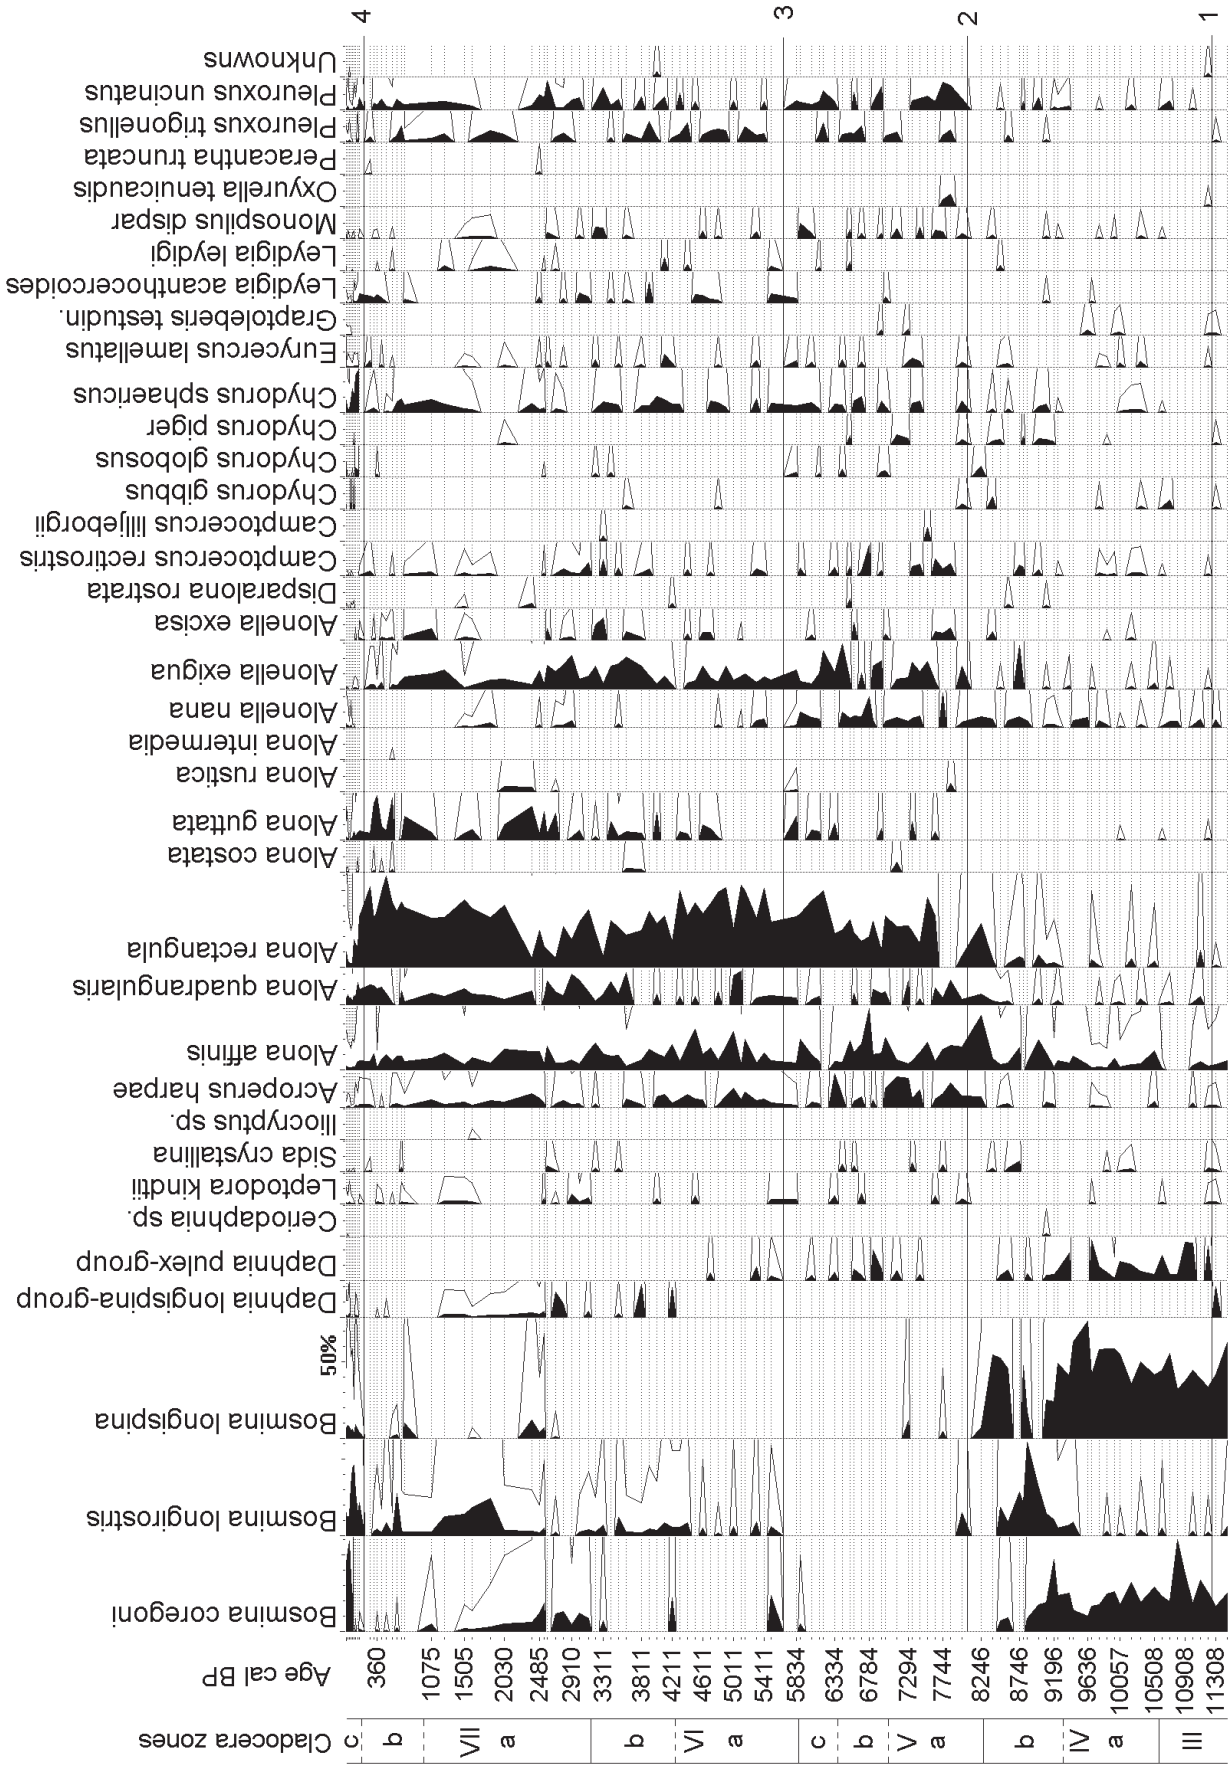 4
3
2
1
Unknowns
Pleuroxus uncinatus
Pleuroxus trigonellus
Peracantha truncata
Oxyurella tenuicaudis
Monospilus dispar
Leydigia leydigi
Leydigia acanthocercoides
Graptoleberis testudin.
Eurycercus lamellatus
Chydorus sphaericus
Chydorus piger
Chydorus globosus
Chydorus gibbus
Camptocercus lilljeborgii
Camptocercus rectirostris
Disparalona rostrata
Alonella excisa
Alonella exigua
Alonella nana
Alona intermedia
Alona rustica
Alona guttata
Alona costata
Alona rectangula
Alona quadrangularis
Alona affinis
Acroperus harpae
Iliocryptus sp.
Sida crystallina
Leptodora kindtii
Ceriodaphnia sp.
Daphnia pulex-group
Daphnia longispina-group
50%
Bosmina longispina
Bosmina longirostris
Bosmina coregoni
Age cal BP
360
1075
1505
2030
2485
2910
3311
3811
4211
4611
5011
5411
5834
6334
6784
7294
7744
8246
8746
9196
9636
10057
10508
10908
11308
Cladocera zones
c
b
VII
a
b
VI
a
c
b
V
a
b
IV
a
III